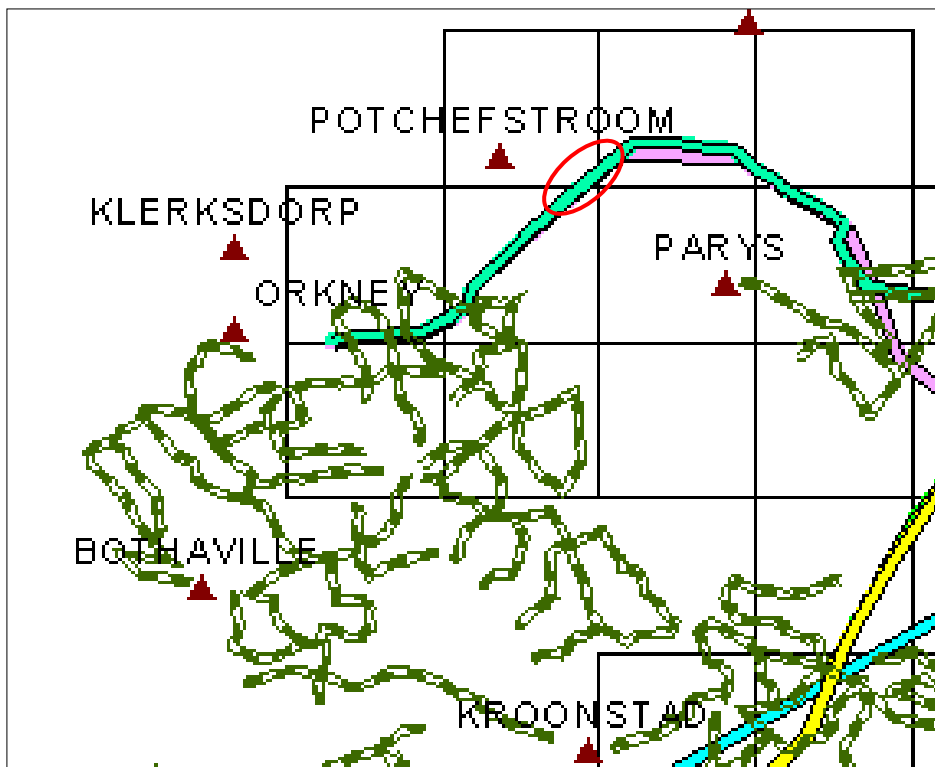 POTCHEFSTROOM
KLERKSDORP
PARYS
ORKNEY
BOTHAVILLE
KROONSTAD